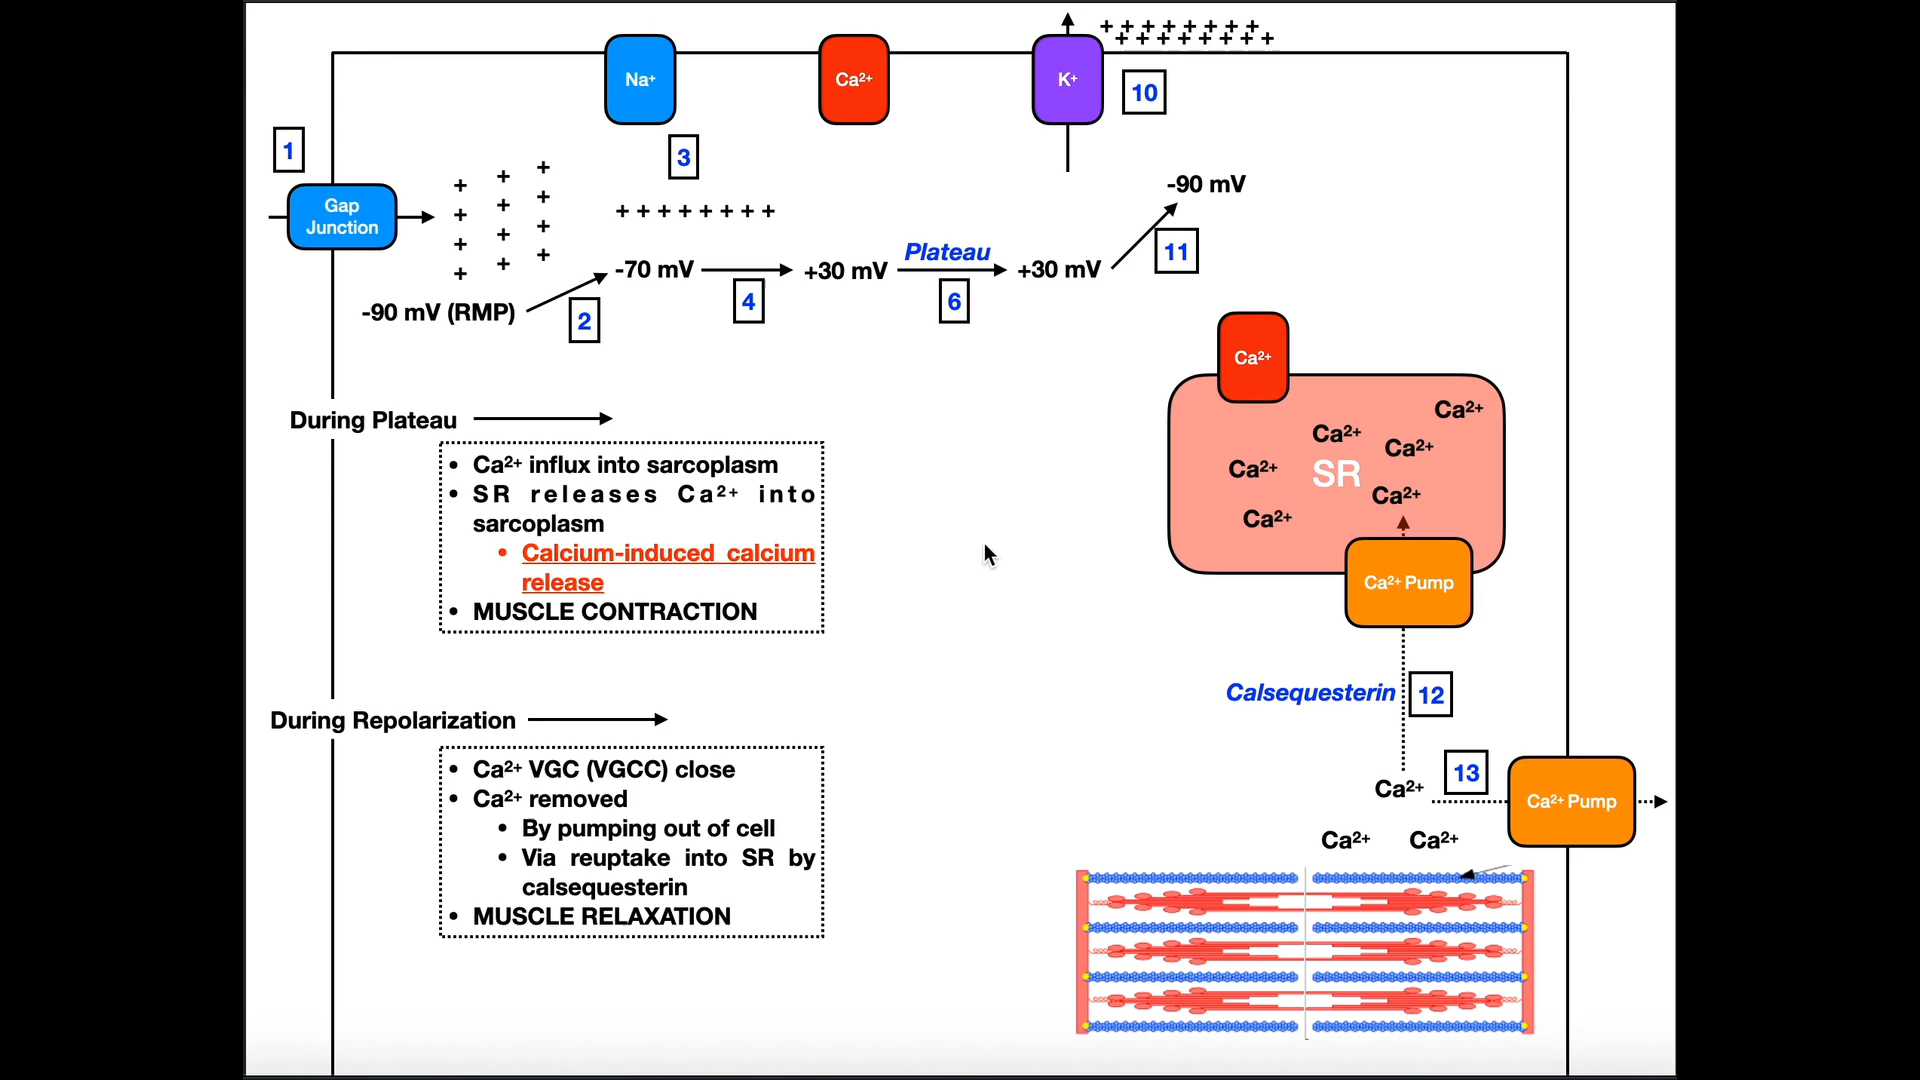 + + + + + + + +
+ + + + + + + +
Na⁺
Ca²⁺
K⁺
10
1
3
Gap
Junction
+ + +
+ + +
+ + +
+ + +
+ + + + + + + +
-90 mV
Plateau
11
-70 mV
+30 mV
+30 mV
4
6
-90 mV (RMP)
2
Ca²⁺
During Plateau
• Ca²⁺ influx into sarcoplasm
• SR releases Ca²⁺ into
sarcoplasm
• Calcium-induced calcium
release
• MUSCLE CONTRACTION
Ca²⁺
Ca²⁺
Ca²⁺
Ca²⁺
SR
Ca²⁺
Ca²⁺
Ca²⁺ Pump
Calsequesterin
12
During Repolarization
• Ca²⁺ VGC (VGCC) close
• Ca²⁺ removed
• By pumping out of cell
• Via reuptake into SR by
calsequesterin
• MUSCLE RELAXATION
13
Ca²⁺
Ca²⁺ Pump
Ca²⁺
Ca²⁺